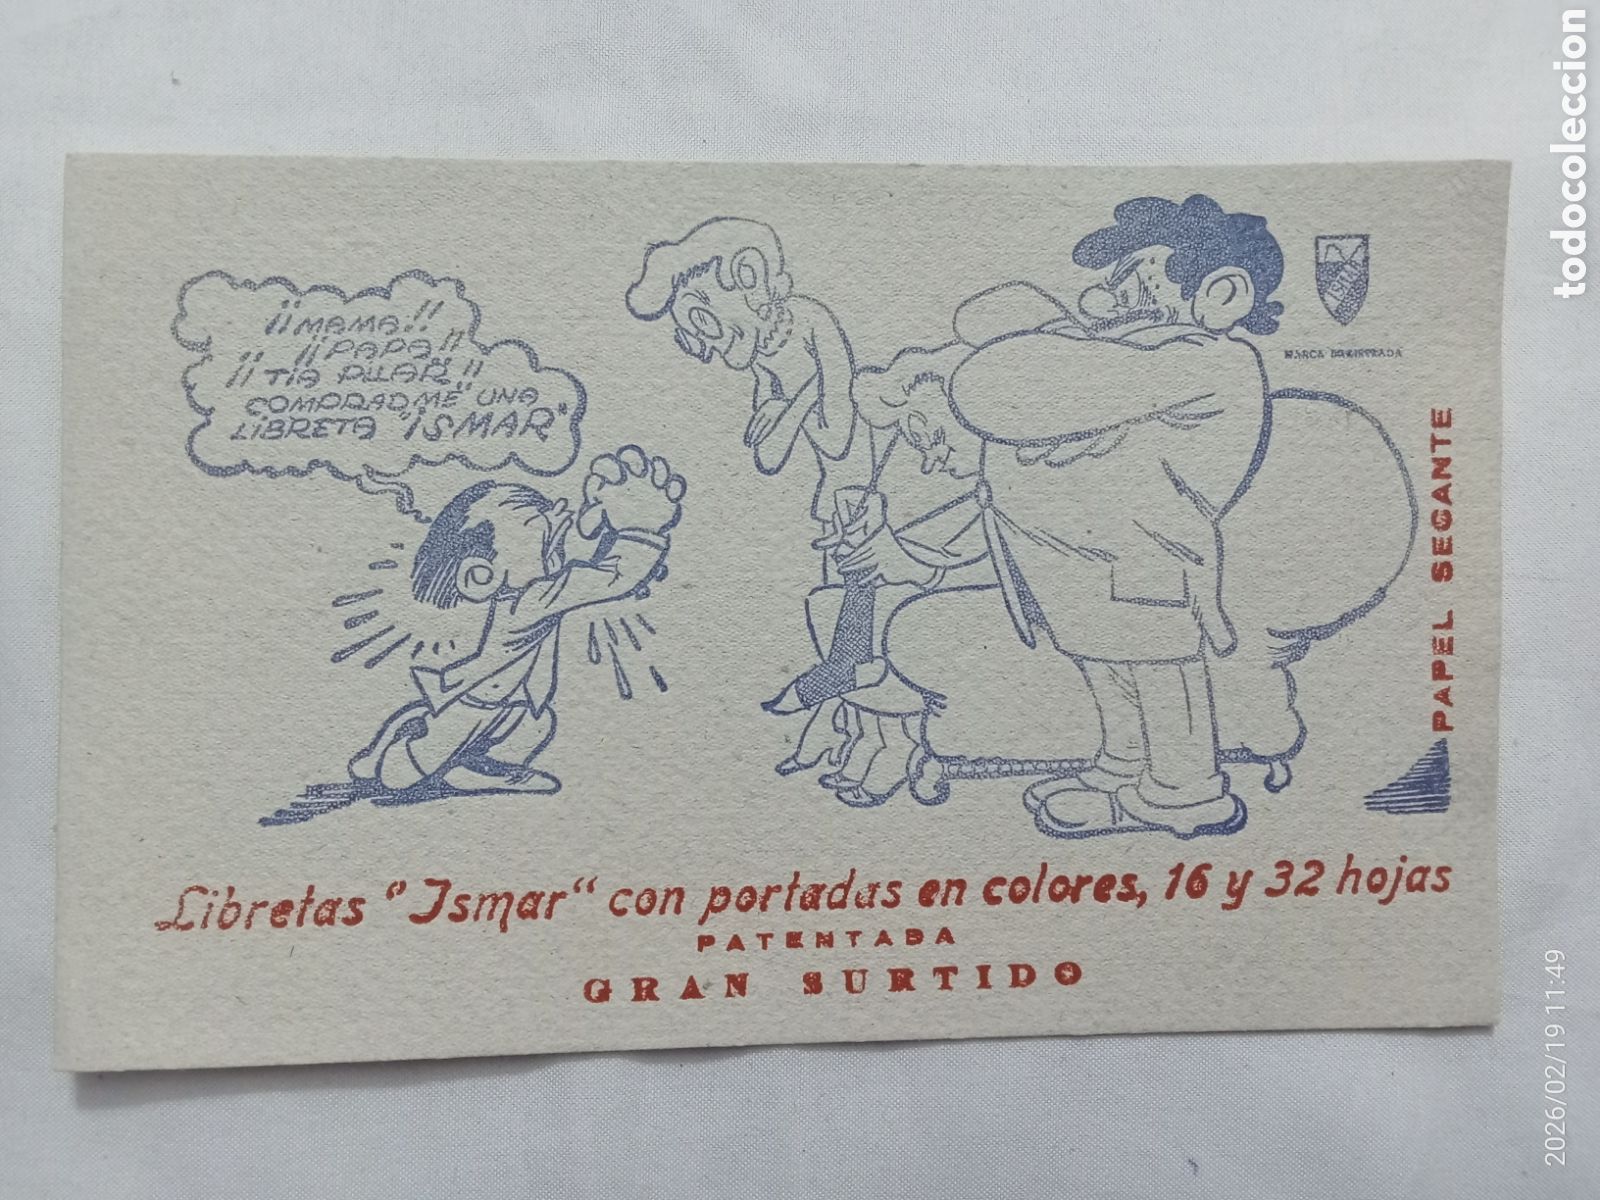 ¡¡MAMA!!
¡¡PAPA!!
¡¡TIA PILAR!!
COMPRADME UNA
LIBRETA "ISMAR"
MARCA REGISTRADA
PAPEL SECANTE
Libretas "Ismar" con portadas en colores, 16 y 32 hojas
PATENTADA
GRAN SURTIDO
todocoleccion
2026/02/19 11:49